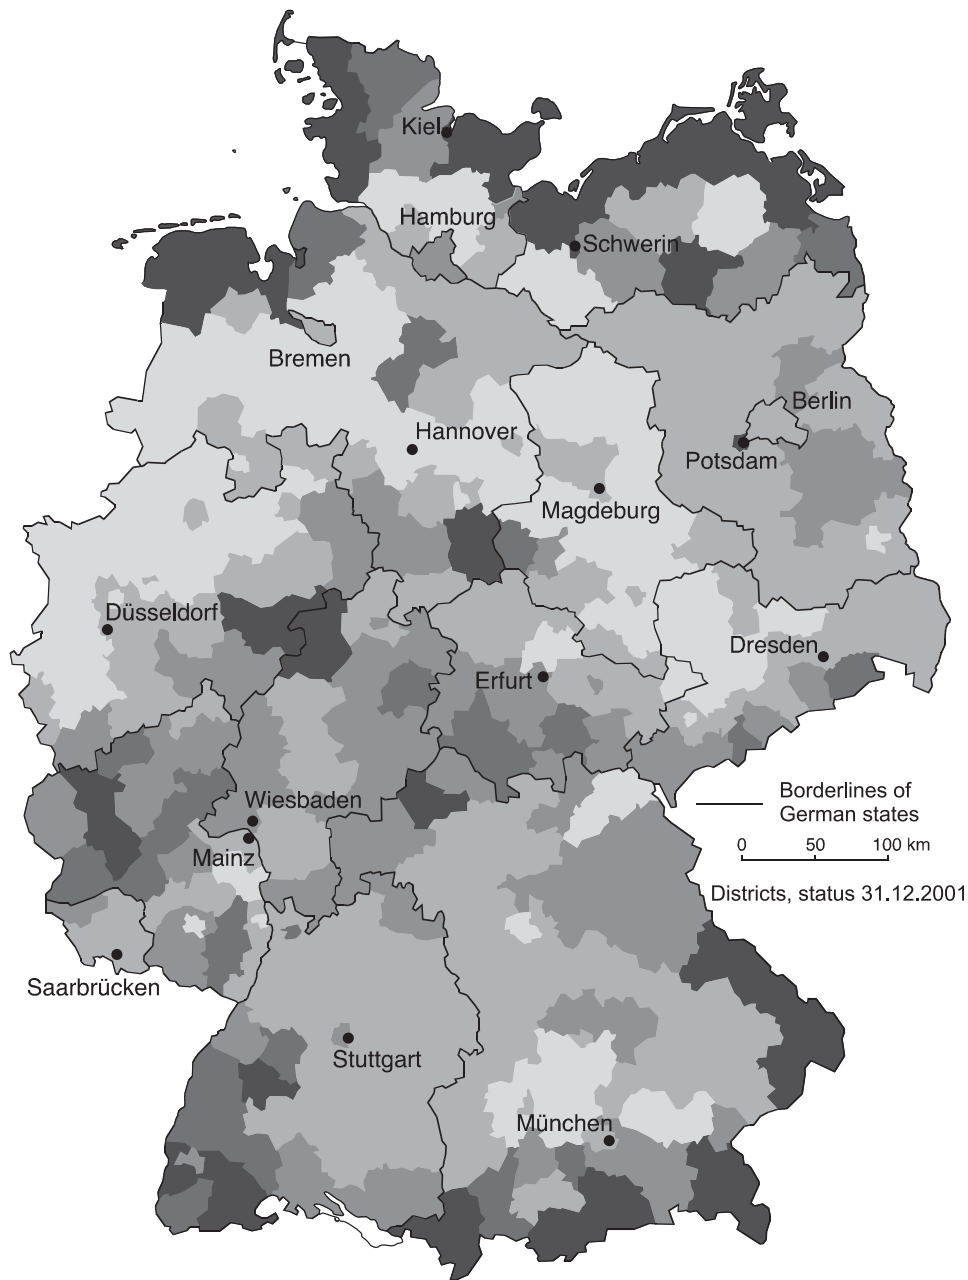 Kiel
Hamburg
Schwerin
Bremen
Berlin
Hannover
Potsdam
Magdeburg
Düsseldorf
Dresden
Erfurt
Borderlines of
German states
Wiesbaden
0 50 100 km
Mainz
Districts, status 31.12.2001
Saarbrücken
Stuttgart
München